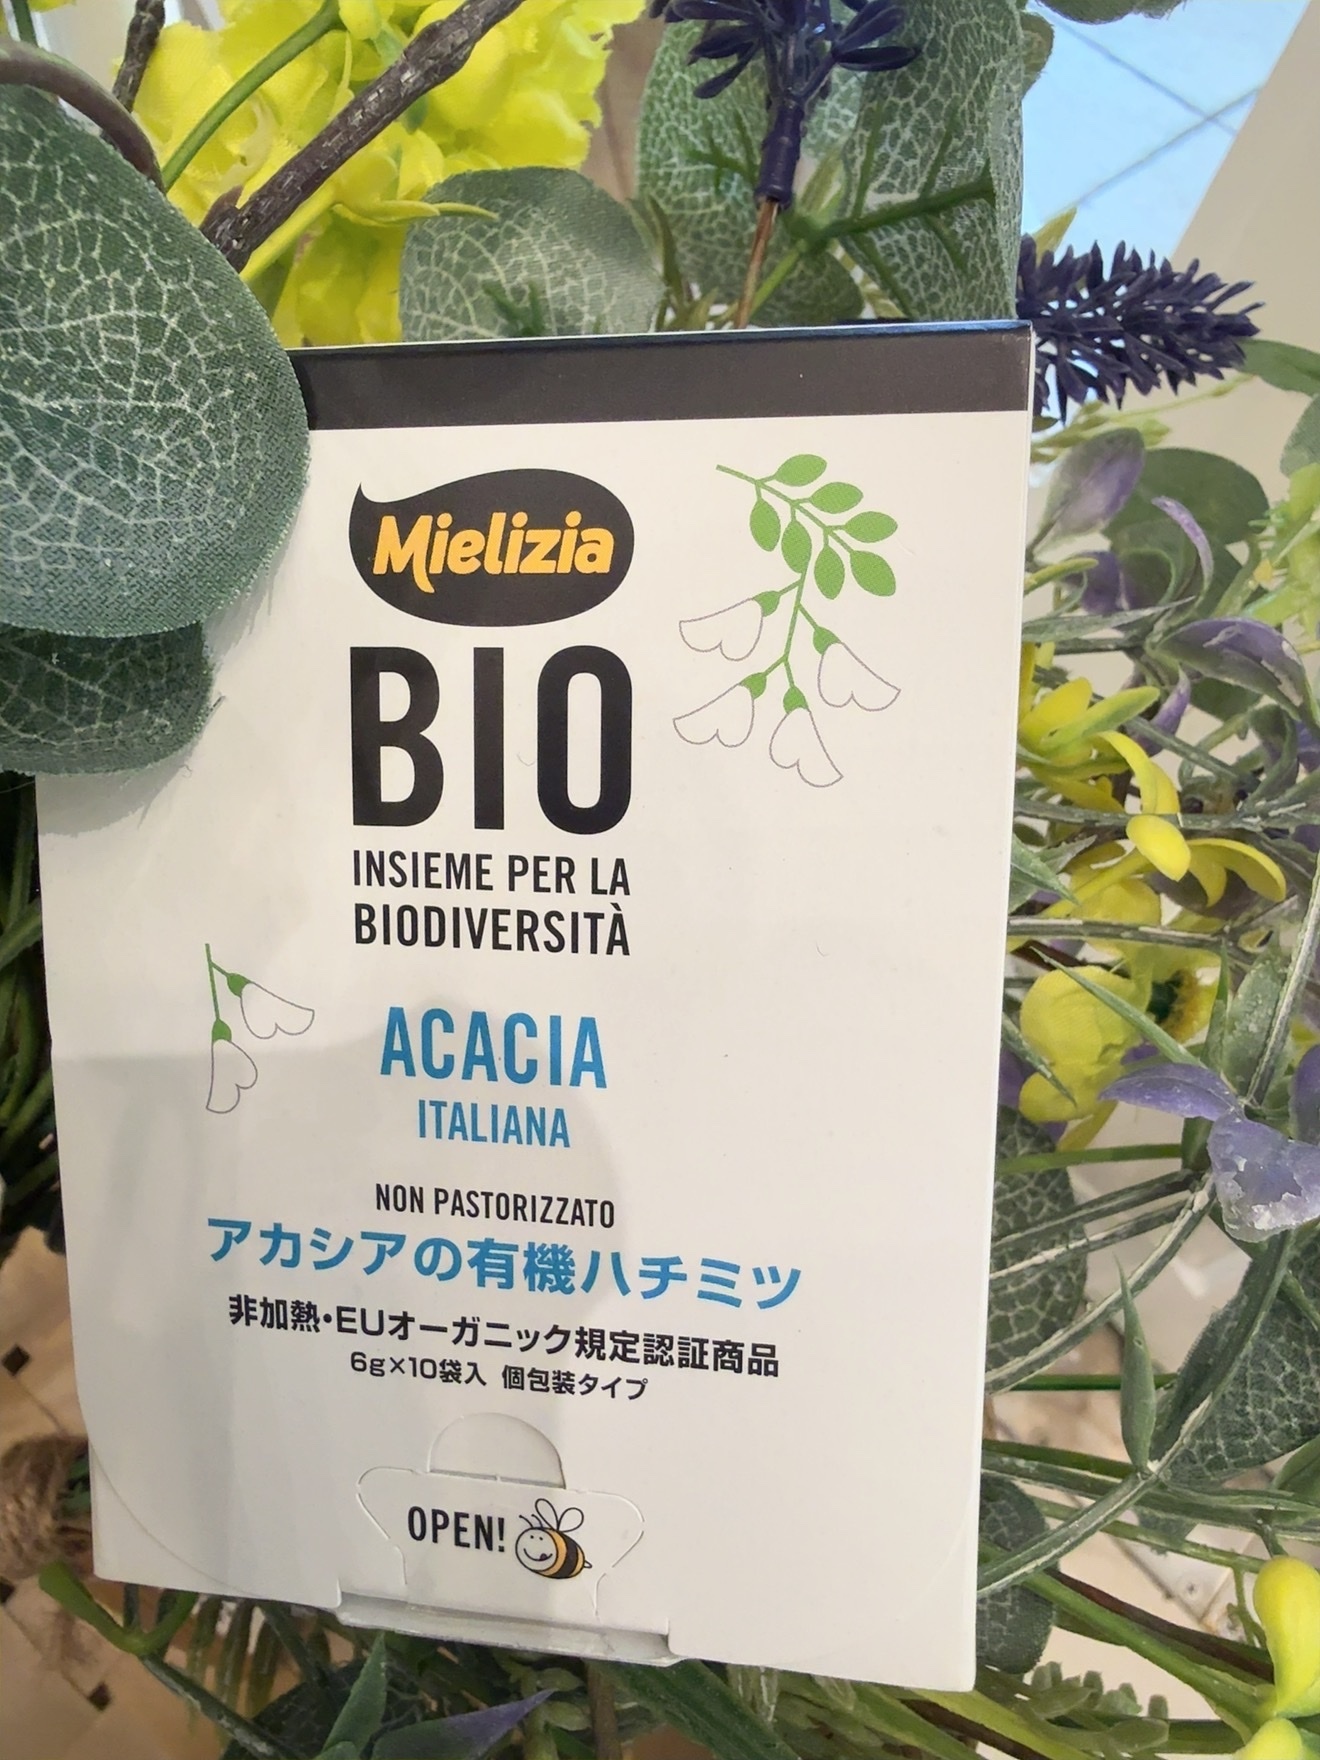 Mielizia
BIO
INSIEME PER LA
BIODIVERSITÀ
ACACIA
ITALIANA
NON PASTORIZZATO
アカシアの有機ハチミツ
非加熱・EUオーガニック規定認証商品
6g×10袋入 個包装タイプ
OPEN!